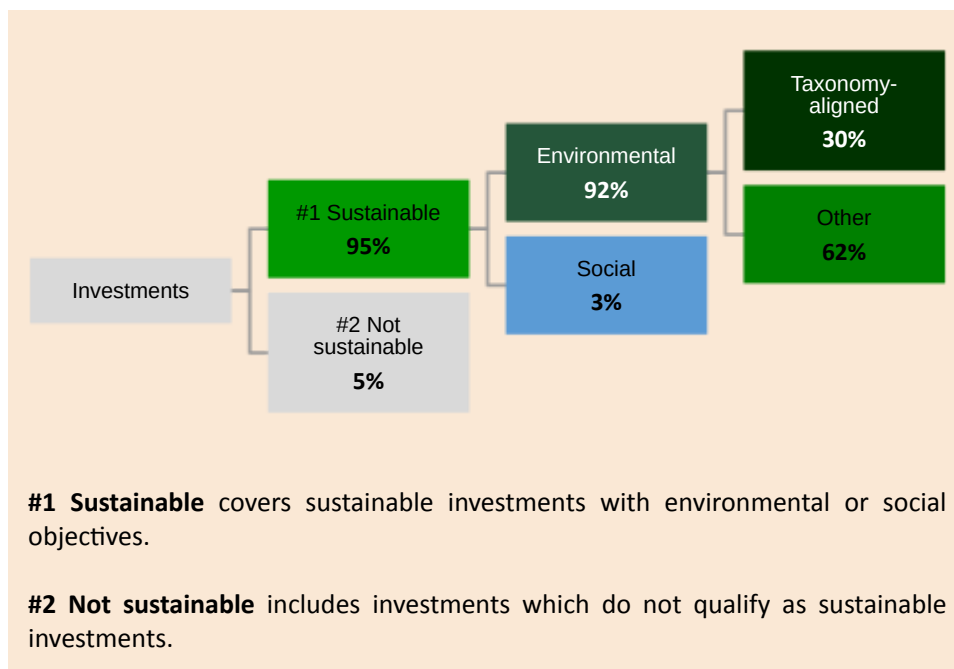 Investments
#1 Sustainable
95%
#2 Not
sustainable
5%
Environmental
92%
Social
3%
Taxonomy-
aligned
30%
Other
62%
#1 Sustainable covers sustainable investments with environmental or social
objectives.
#2 Not sustainable includes investments which do not qualify as sustainable
investments.